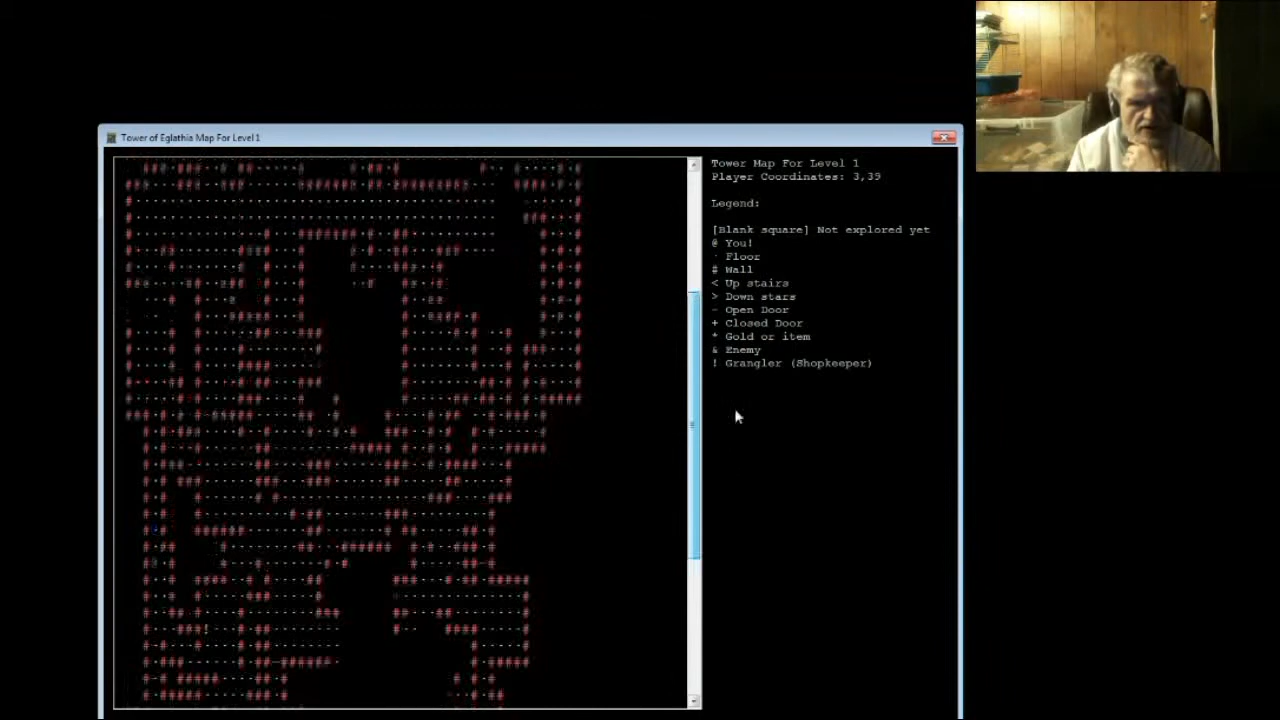 Tower of Eglathia Map For Level 1
Tower Map For Level 1
Player Coordinates: 3,39
Legend:
[Blank square] Not explored yet
@ You!
· Floor
# Wall
< Up stairs
> Down stars
- Open Door
+ Closed Door
* Gold or item
& Enemy
! Grangler (Shopkeeper)